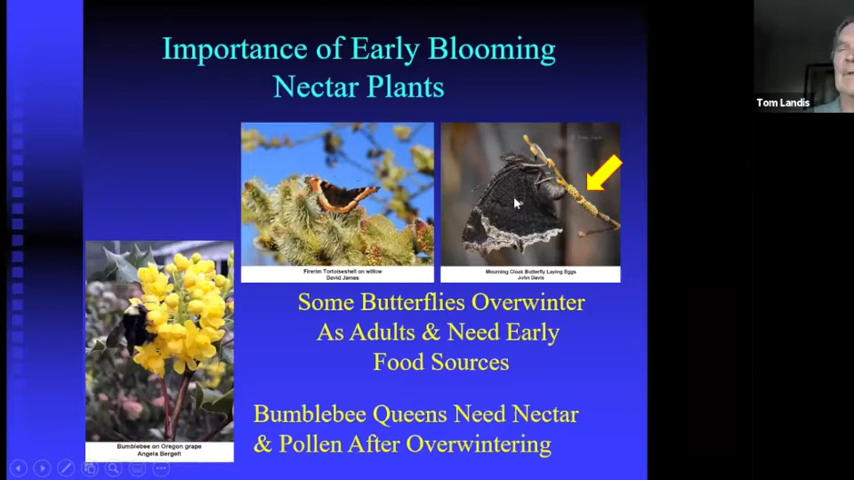 Importance of Early Blooming
Nectar Plants
Tom Landis
Firerim Tortoiseshell on willow
David James
Mourning Cloak Butterfly Laying Eggs
John Davis
Some Butterflies Overwinter
As Adults & Need Early
Food Sources
Bumblebee Queens Need Nectar
& Pollen After Overwintering
Bumblebee on Oregon grape